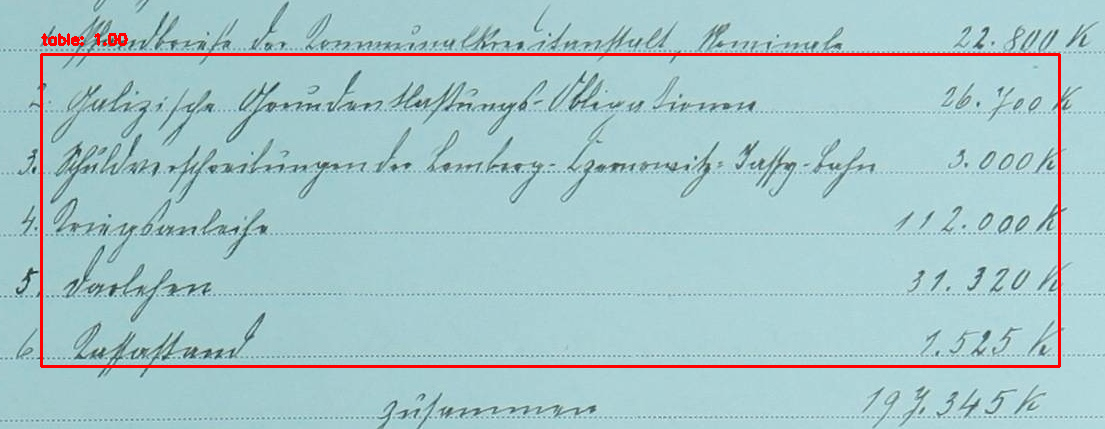 table: 1.00
1. Pfandbriefe der Kommunalkreditanstalt, Nominale 22.800 K
2. Galizische Grundentlastungs-Obligationen 26.700 K
3. Schuldverschreibungen der Lemberg-Czernowitz-Jassy-Bahn 3.000 K
4. Kriegsanleihe 112.000 K
5. Darlehen 31.320 K
6. Kassastand 1.525 K
zusammen 197.345 K